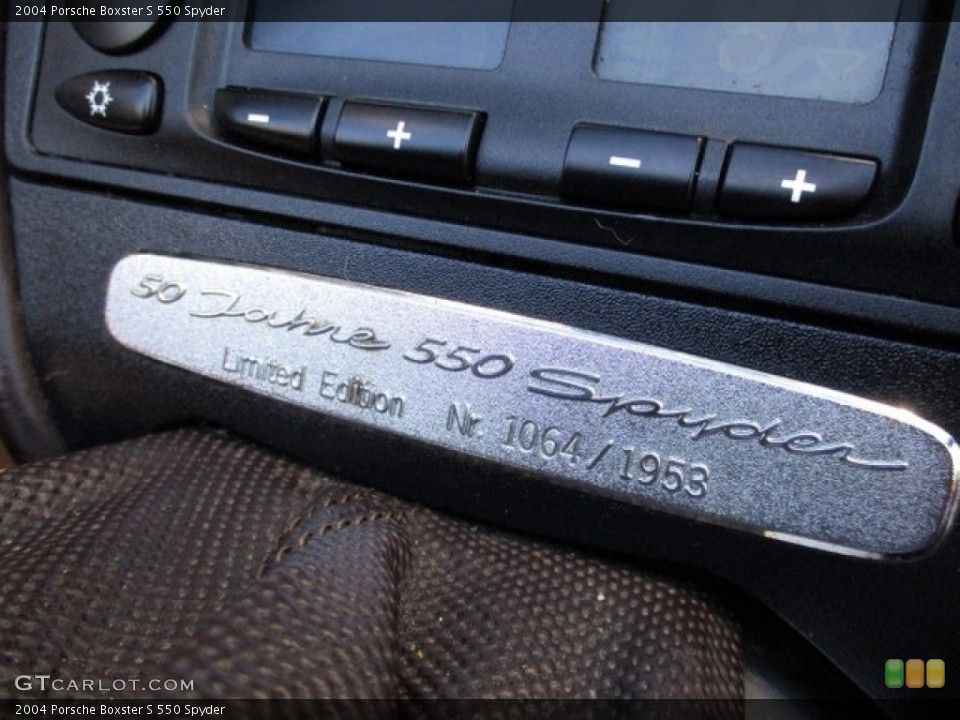 2004 Porsche Boxster S 550 Spyder
- + - +
50 Jahre 550 Spyder
Limited Edition Nr. 1064/1953
GTCARLOT.COM
2004 Porsche Boxster S 550 Spyder